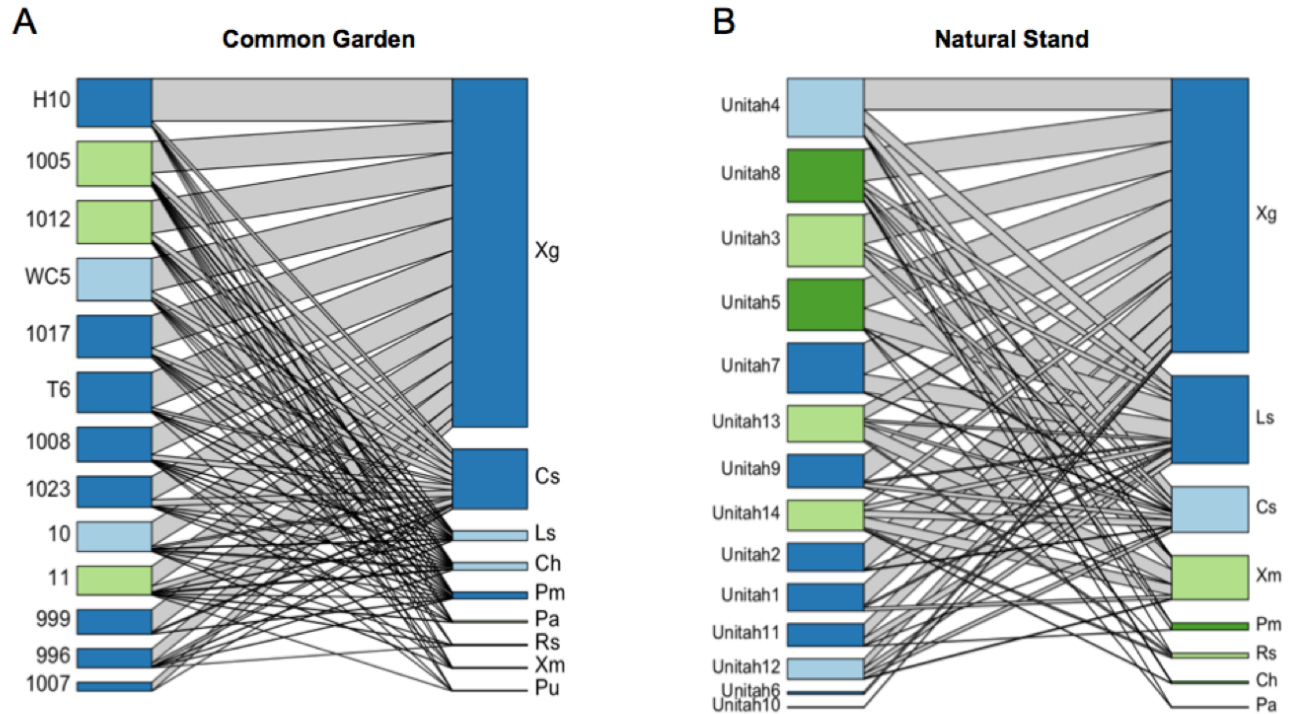 A
Common Garden
H10
1005
1012
WC5
1017
T6
1008
1023
10
11
999
996
1007
Xg
Cs
Ls
Ch
Pm
Pa
Rs
Xm
Pu
B
Natural Stand
Unitah4
Unitah8
Unitah3
Unitah5
Unitah7
Unitah13
Unitah9
Unitah14
Unitah2
Unitah1
Unitah11
Unitah12
Unitah6
Unitah10
Xg
Ls
Cs
Xm
Pm
Rs
Ch
Pa